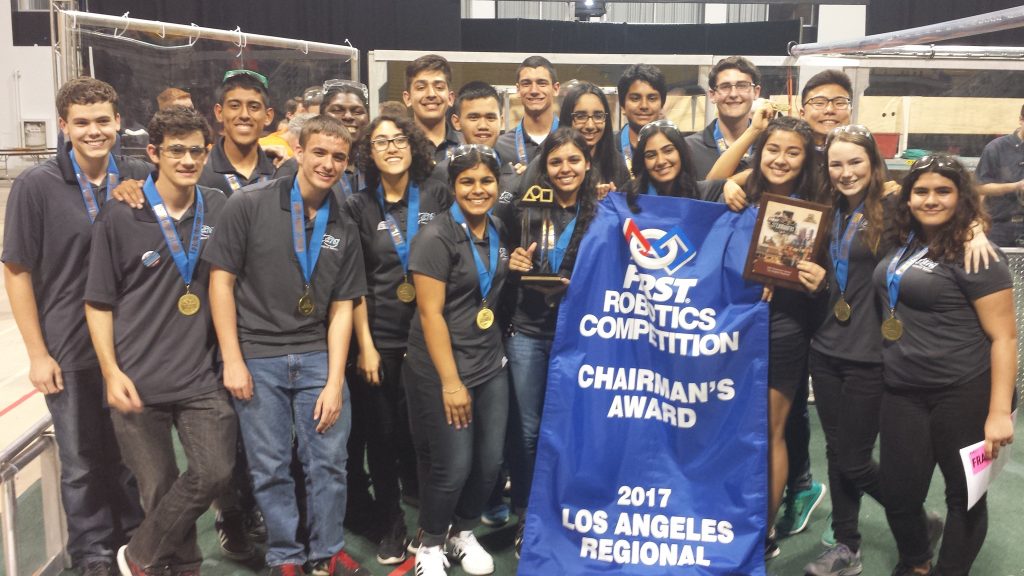 FIRST
ROBOTICS
COMPETITION
CHAIRMAN'S
AWARD
2017
LOS ANGELES
REGIONAL